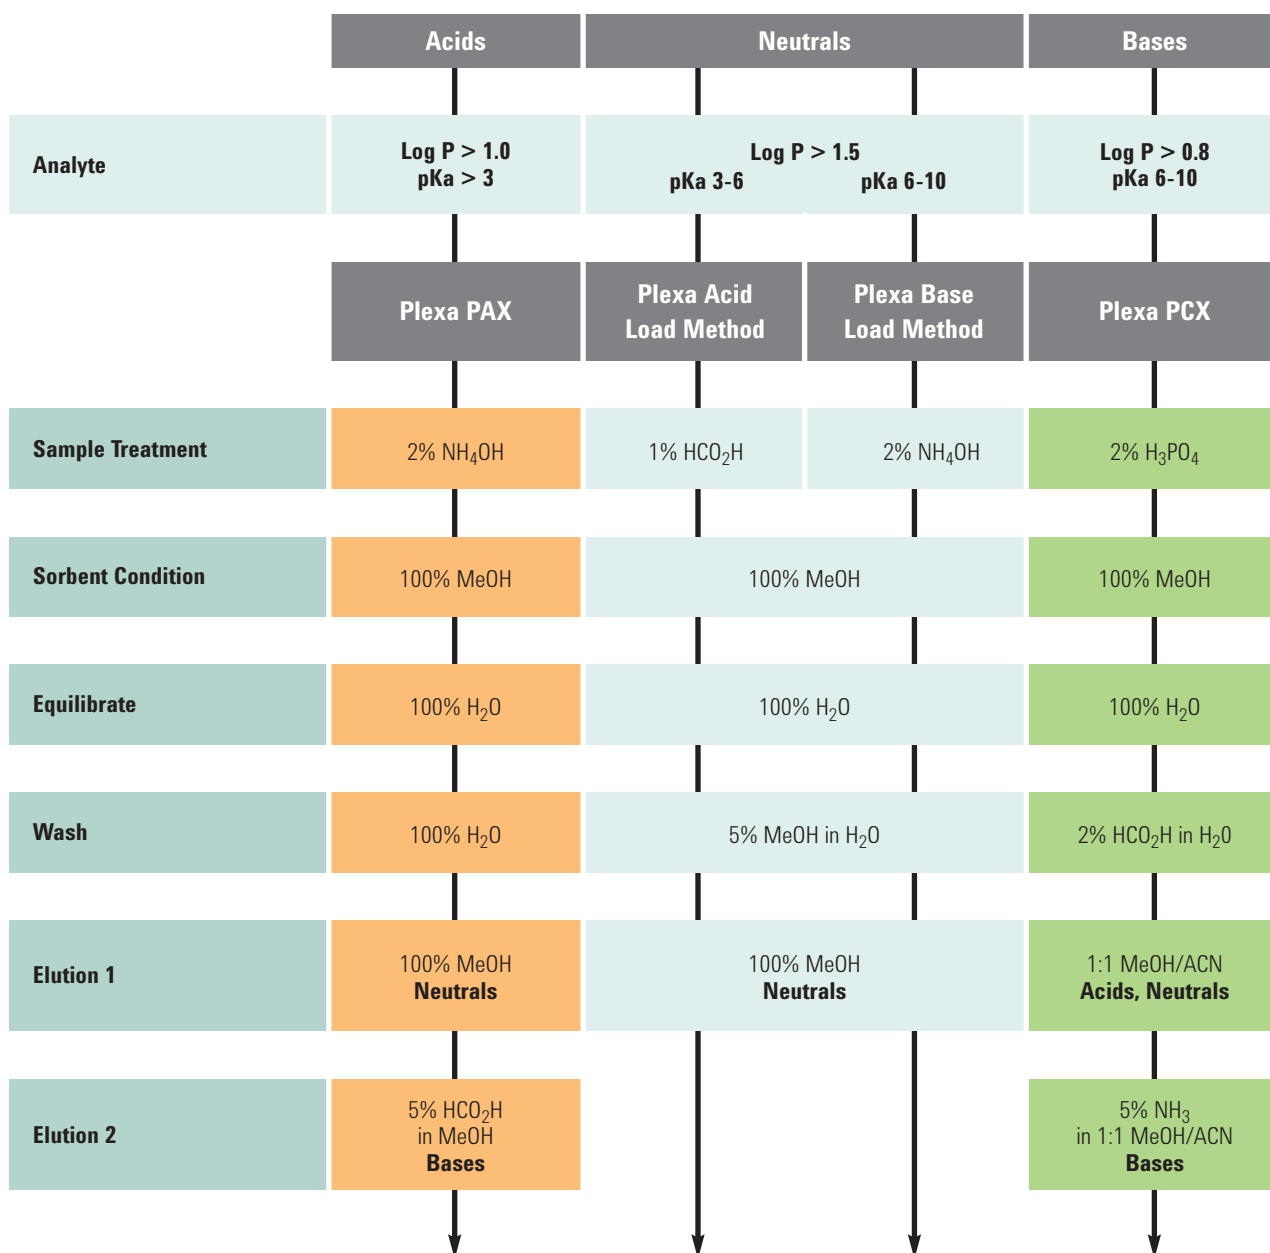 Acids
Neutrals
Bases
Analyte
Log P > 1.0
pKa > 3
Log P > 1.5
pKa 3-6
pKa 6-10
Log P > 0.8
pKa 6-10
Plexa PAX
Plexa Acid
Load Method
Plexa Base
Load Method
Plexa PCX
Sample Treatment
2% NH₄OH
1% HCO₂H
2% NH₄OH
2% H₃PO₄
Sorbent Condition
100% MeOH
100% MeOH
100% MeOH
Equilibrate
100% H₂O
100% H₂O
100% H₂O
Wash
100% H₂O
5% MeOH in H₂O
2% HCO₂H in H₂0
Elution 1
100% MeOH
Neutrals
100% MeOH
Neutrals
1:1 MeOH/ACN
Acids, Neutrals
Elution 2
5% HCO₂H
in MeOH
Bases
5% NH₃
in 1:1 MeOH/ACN
Bases